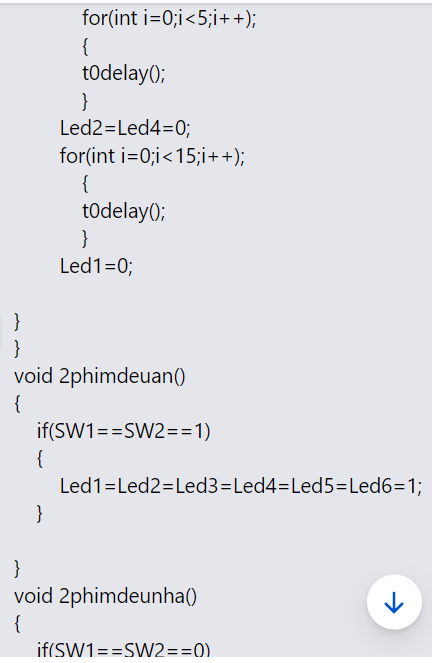 for(int i=0;i<5;i++);
{
t0delay();
}
Led2=Led4=0;
for(int i=0;i<15;i++);
{
t0delay();
}
Led1=0;
}
}
void 2phimdeuan()
{
if(SW1==SW2==1)
{
Led1=Led2=Led3=Led4=Led5=Led6=1;
}
}
void 2phimdeunha()
{
if(SW1==SW2==0)